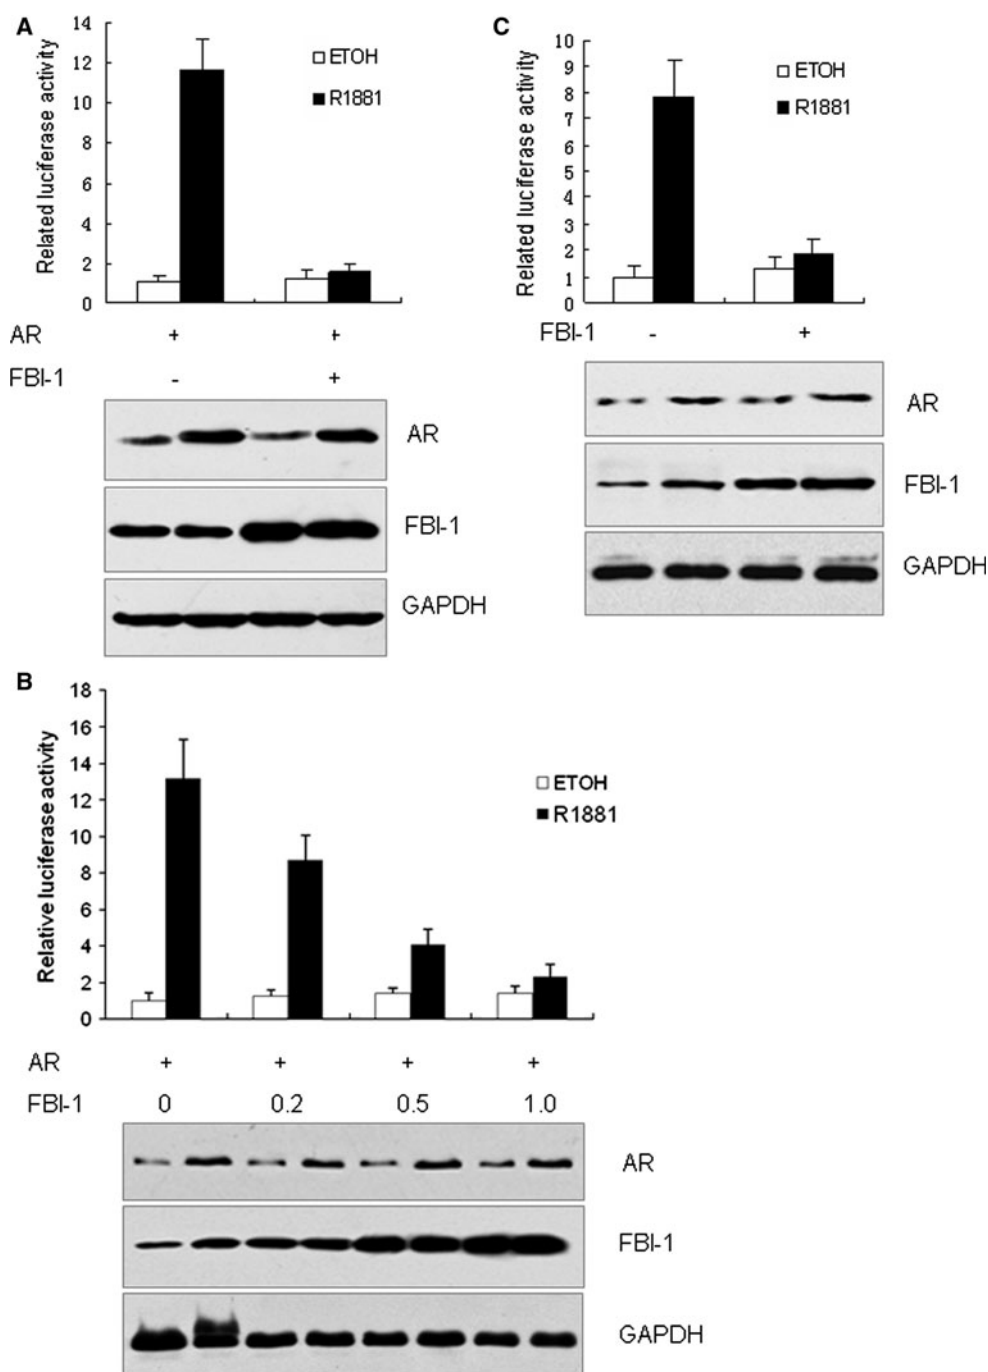 A
Related luciferase activity
14
12
10
8
6
4
2
0
ETOH
R1881
AR + +
FBI-1 - +
AR
FBI-1
GAPDH
C
Related luciferase activity
10
9
8
7
6
5
4
3
2
1
0
ETOH
R1881
FBI-1 - +
AR
FBI-1
GAPDH
B
Relative luciferase activity
18
16
14
12
10
8
6
4
2
0
ETOH
R1881
AR + + + +
FBI-1 0 0.2 0.5 1.0
AR
FBI-1
GAPDH